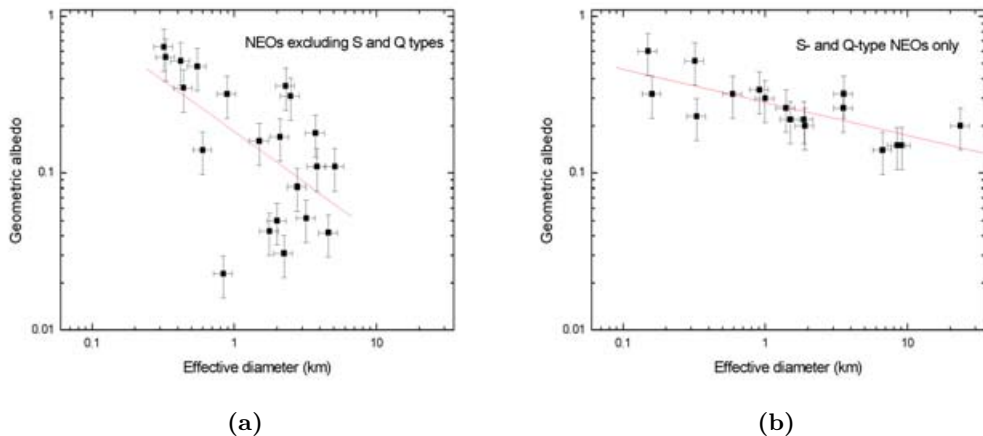 NEOs excluding S and Q types
Geometric albedo
1
0.1
0.01
0.1
1
10
Effective diameter (km)
(a)
S- and Q-type NEOs only
Geometric albedo
1
0.1
0.01
0.1
1
10
Effective diameter (km)
(b)